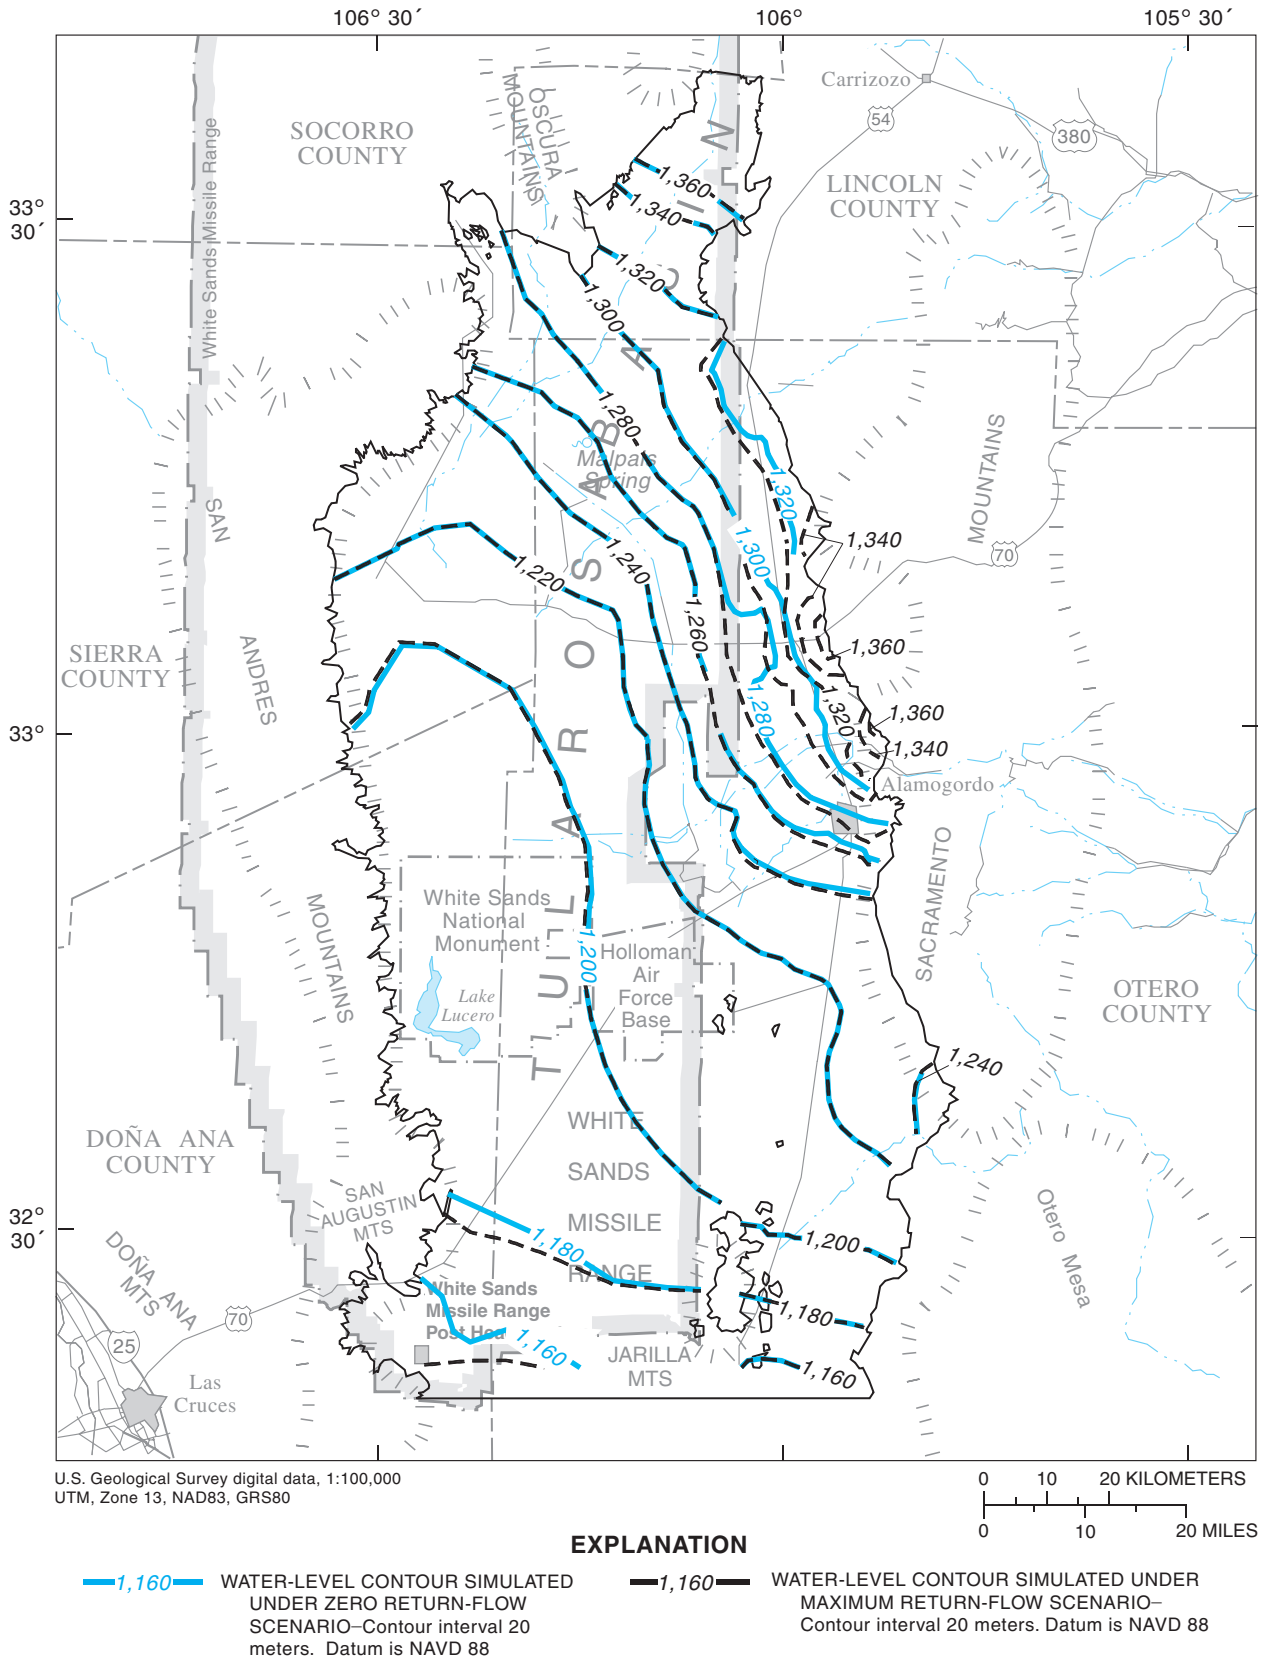 106° 30´
106°
105° 30´
33°
30´
33°
32°
30´
Carrizozo
54
380
70
70
25
SOCORRO
COUNTY
LINCOLN
COUNTY
SIERRA
COUNTY
OTERO
COUNTY
DOÑA ANA
COUNTY
OSCURA
MOUNTAINS
White Sands Missile Range
SAN
ANDRES
MOUNTAINS
SACRAMENTO
MOUNTAINS
TULAROSA BASIN
Malpais
Spring
1,360
1,340
1,320
1,300
1,280
1,320
1,340
1,300
1,240
1,220
1,260
1,360
1,280
1,320
1,360
1,340
Alamogordo
White Sands
National
Monument
Holloman
Air
Force
Base
Lake
Lucero
1,200
1,240
WHITE
SANDS
MISSILE
RANGE
SAN
AUGUSTIN
MTS
DOÑA ANA
MTS
Otero Mesa
1,180
1,200
1,180
White Sands
Missile Range
Post Hea
1,160
1,160
JARILLA
MTS
Las
Cruces
U.S. Geological Survey digital data, 1:100,000
UTM, Zone 13, NAD83, GRS80
0 10 20 KILOMETERS
0 10 20 MILES
EXPLANATION
1,160 WATER-LEVEL CONTOUR SIMULATED
UNDER ZERO RETURN-FLOW
SCENARIO–Contour interval 20
meters. Datum is NAVD 88
1,160 WATER-LEVEL CONTOUR SIMULATED UNDER
MAXIMUM RETURN-FLOW SCENARIO–
Contour interval 20 meters. Datum is NAVD 88